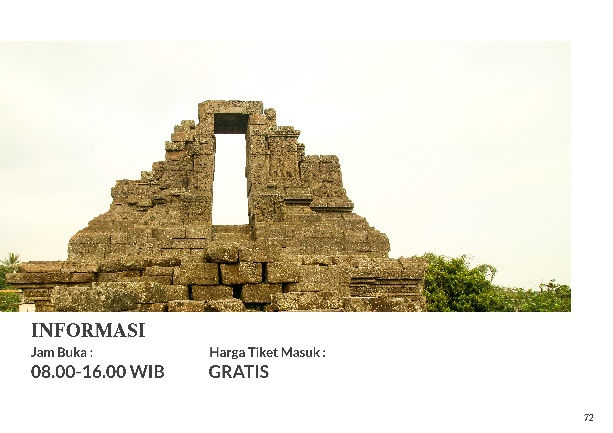 INFORMASI
Jam Buka :
08.00-16.00 WIB
Harga Tiket Masuk :
GRATIS
72